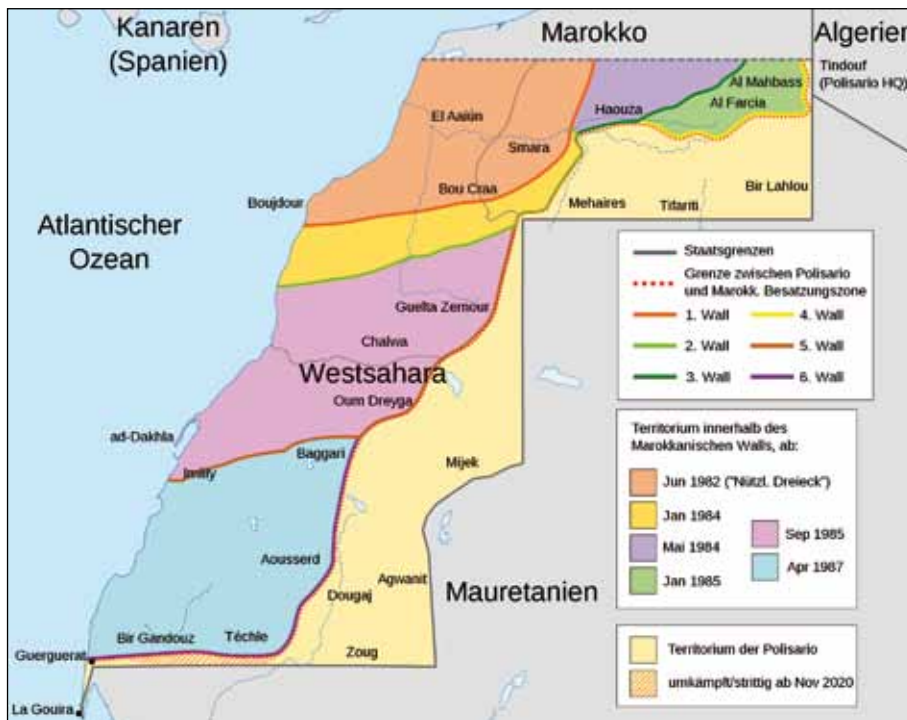 Kanaren
(Spanien)
Marokko
Algerien
Tindouf
(Polisario HQ)
Al Mahbass
Al Farcia
Haouza
El Aaiún
Smara
Bou Craa
Boujdour
Mehaires
Tifariti
Bir Lahlou
Atlantischer
Ozean
Guelta Zemour
Chalwa
Westsahara
Oum Dreyga
ad-Dakhla
Baggari
Imlily
Mijek
Aousserd
Agwanit
Dougaj
Mauretanien
Bir Gandouz
Téchle
Zoug
Guerguerat
La Gouira
Staatsgrenzen
Grenze zwischen Polisario
und Marokk. Besatzungszone
1. Wall
4. Wall
2. Wall
5. Wall
3. Wall
6. Wall
Territorium innerhalb des
Marokkanischen Walls, ab:
Jun 1982 ("Nützl. Dreieck")
Jan 1984
Mai 1984
Sep 1985
Jan 1985
Apr 1987
Territorium der Polisario
umkämpft/strittig ab Nov 2020